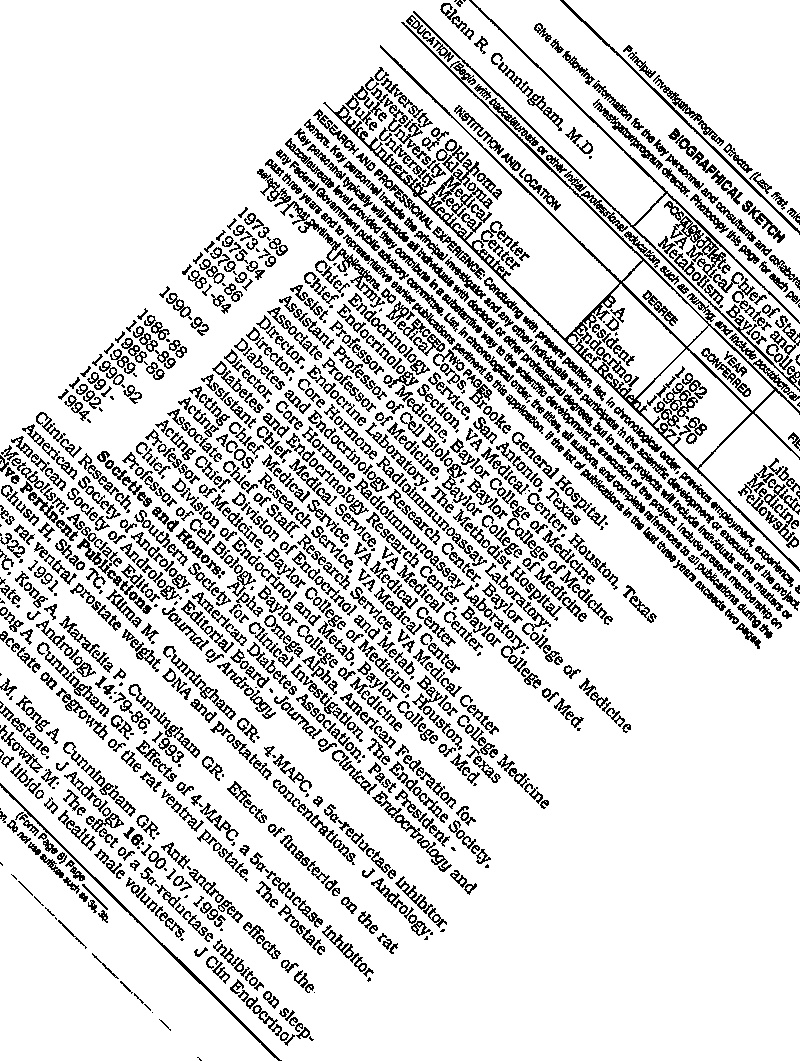 Principal Investigator/Program Director (Last, first, mid
BIOGRAPHICAL SKETCH
Give the following information for the key personnel and consultants and collabora
investigator/program director. Photocopy this page for each per
Glenn R. Cunningham, M.D.
POSITION TITLE
Associate Chief of Staf
VA Medical Center and C
Metabolism, Baylor Colleg
EDUCATION (Begin with baccalaureate or other initial professional education, such as nursing, and include postdoctoral
INSTITUTION AND LOCATION DEGREE YEAR CONFERRED FIE
University of Oklahoma B.A. 1962 Liber
University of Oklahoma M.D. 1966 Medicine
Duke University Medical Center Resident 1966-68 Medicine
Duke University Medical Center Endocrinol 1968-70 Fellowship
Duke University Medical Center Chief Resident 1971
RESEARCH AND PROFESSIONAL EXPERIENCE: Concluding with present position, list, in chronological order, previous employment, experience,
honors. Key personnel include the principal investigator and any other individuals who participate in the scientific development or execution of the project.
Key personnel typically will include all individuals with doctoral or other professional degrees, but in some projects will include individuals at the masters or
baccalaureate level provided they contribute in a substantive way to the scientific development or execution of the project. Include present membership on
any Federal Government public advisory committee. List, in chronological order, the titles, all authors, and complete references to all publications during the
past three years and to representative earlier publications pertinent to this application. If the list of publications in the last three years exceeds two pages,
select the most pertinent publications. DO NOT EXCEED TWO PAGES.
1971-73 U.S. Army Medical Corps, Brooke General Hospital;
Chief, Endocrinology Service, San Antonio, Texas
1973-89 Chief, Endocrinology Section, VA Medical Center, Houston, Texas
1973-79 Assist. Professor of Medicine, Baylor College of Medicine
1975-84 Assistant Professor of Cell Biology, Baylor College of Medicine
1979-91 Associate Professor of Medicine, Baylor College of Medicine
1980-86 Director, Endocrine Laboratory, The Methodist Hospital,
1981-84 Director, Core Hormone Radioimmunoassay Laboratory,
Diabetes and Endocrinology Research Center, Baylor College of Medicine
1990-92 Director, Core Hormone Radioimmunoassay Laboratory,
Diabetes and Endocrinology Research Center, Baylor College of Med.
1986-88 Assistant Chief, Medical Service, VA Medical Center,
1988-89 Acting Chief, Medical Service, VA Medical Center,
Acting ACOS, Research Service, VA Medical Center
1989- Associate Chief of Staff Research Service, VA Medical Center
1990-92 Acting Chief, Division of Endocrinol and Metab, Baylor College Medicine
1991- Professor of Medicine, Baylor College of Medicine, Houston, Texas
1992- Chief, Division of Endocrinol and Metab, Baylor College of Med,
1994- Professor of Cell Biology, Baylor College of Medicine
Societies and Honors: Alpha Omega Alpha, American Federation for
Clinical Research, Southern Society for Clinical Investigation, The Endocrine Society,
American Society of Andrology, American Diabetes Association; Past President -
American Society of Andrology; Editorial Board - Journal of Clinical Endocrinology and
Metabolism; Associate Editor, Journal of Andrology
ive Pertinent Publications:
Gilusen H, Shao TC, Klima M, Cunningham GR: 4-MAPC, a 5α-reductase inhibitor,
es rat ventral prostate weight, DNA and prostatein concentrations. J Andrology;
-322, 1991.
TC, Kong A, Marafelia P, Cunningham GR: Effects of finasteride on the rat
state. J Andrology 14:79-86, 1993.
ong A, Cunningham GR: Effects of 4-MAPC, a 5α-reductase inhibitor,
acetate on regrowth of the rat ventral prostate. The Prostate
M, Kong A, Cunningham GR: Anti-androgen effects of the
amestane. J Andrology 16:100-107, 1995.
hkowitz M: The effect of a 5α-reductase inhibitor on sleep-
nd libido in health male volunteers. J Clin Endocrinol
(Form Page 6) Page
on. Do not use suffixes such as 3a, 3b.